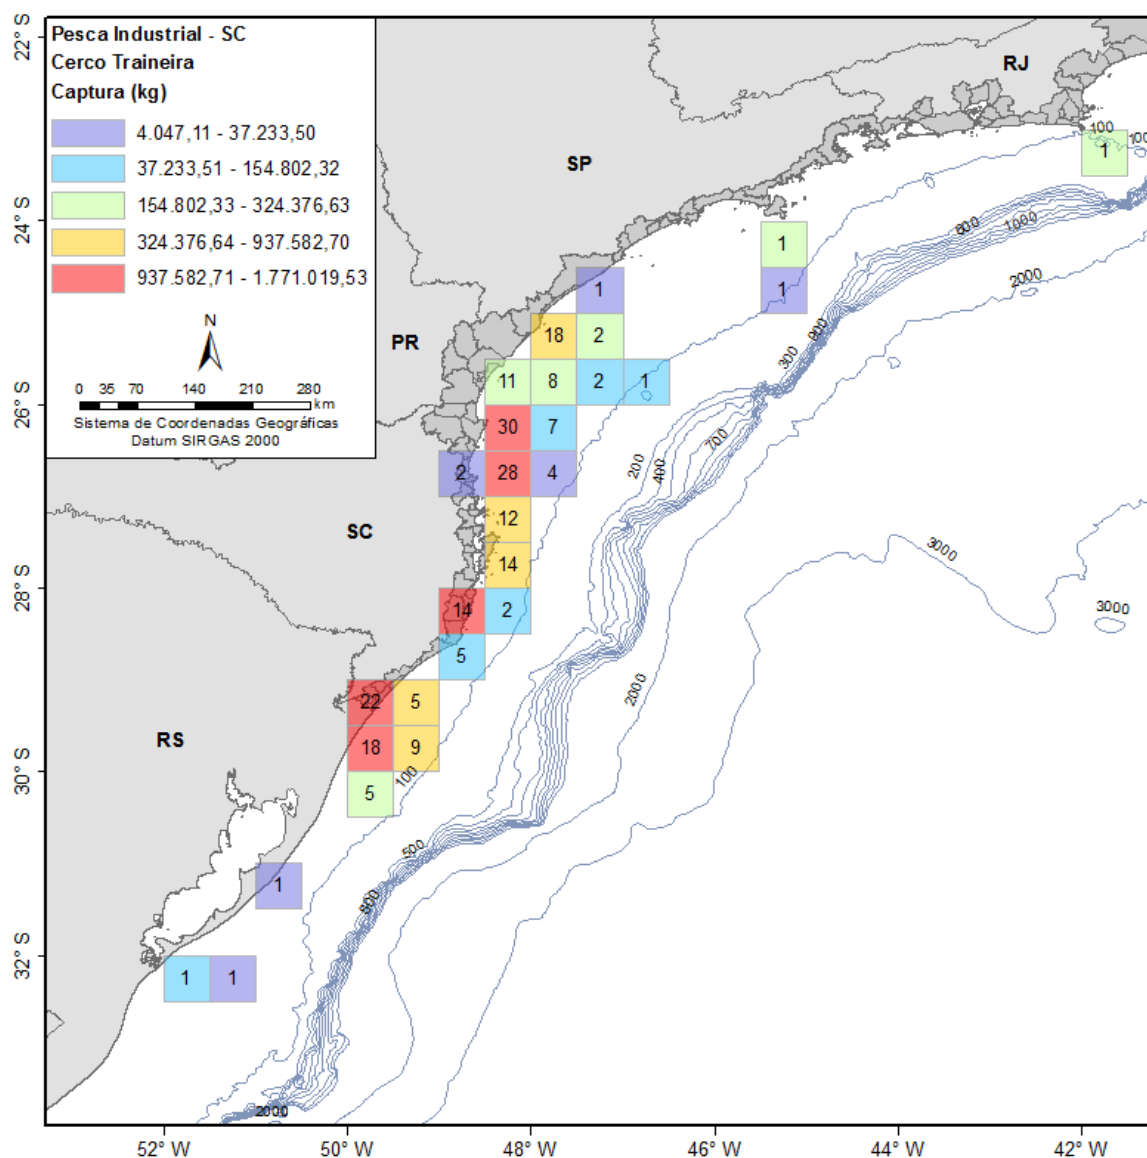 Pesca Industrial - SC
Cerco Traineira
Captura (kg)
4.047,11 - 37.233,50
37.233,51 - 154.802,32
154.802,33 - 324.376,63
324.376,64 - 937.582,70
937.582,71 - 1.771.019,53
N
0 35 70 140 210 280
km
Sistema de Coordenadas Geográficas
Datum SIRGAS 2000
22° S
24° S
26° S
28° S
30° S
32° S
RJ
SP
PR
SC
RS
100
100
1
1
800
1000
2000
1
1
18 2
900
300
11 8 2 1
30 7
700
200
400
2 28 4
12
14
3000
3000
14 2
5
2000
22 5
18 9
100
5
500
1
1 1
2000
52° W 50° W 48° W 46° W 44° W 42° W